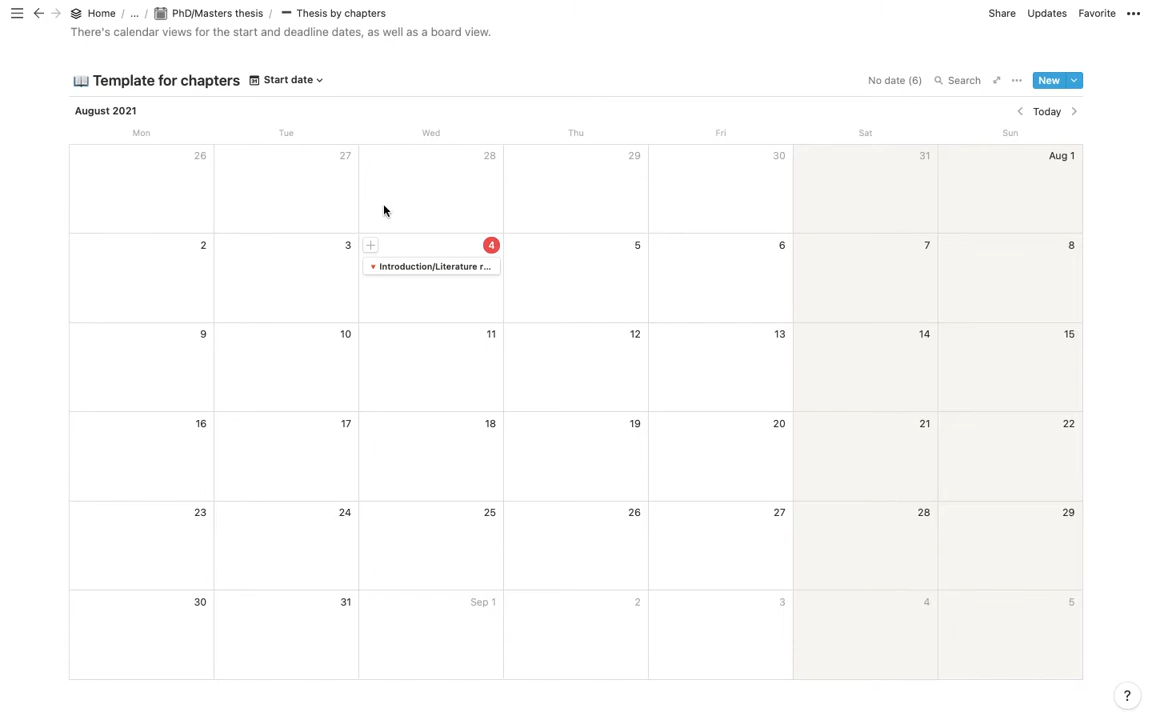 Home / ... / PhD/Masters thesis / Thesis by chapters Share Updates Favorite •••
There's calendar views for the start and deadline dates, as well as a board view.
Template for chapters Start date No date (6) Search ••• New
August 2021 Today
Mon Tue Wed Thu Fri Sat Sun
26 27 28 29 30 31 Aug 1
2 3 4 5 6 7 8
Introduction/Literature r...
9 10 11 12 13 14 15
16 17 18 19 20 21 22
23 24 25 26 27 28 29
30 31 Sep 1 2 3 4 5
?